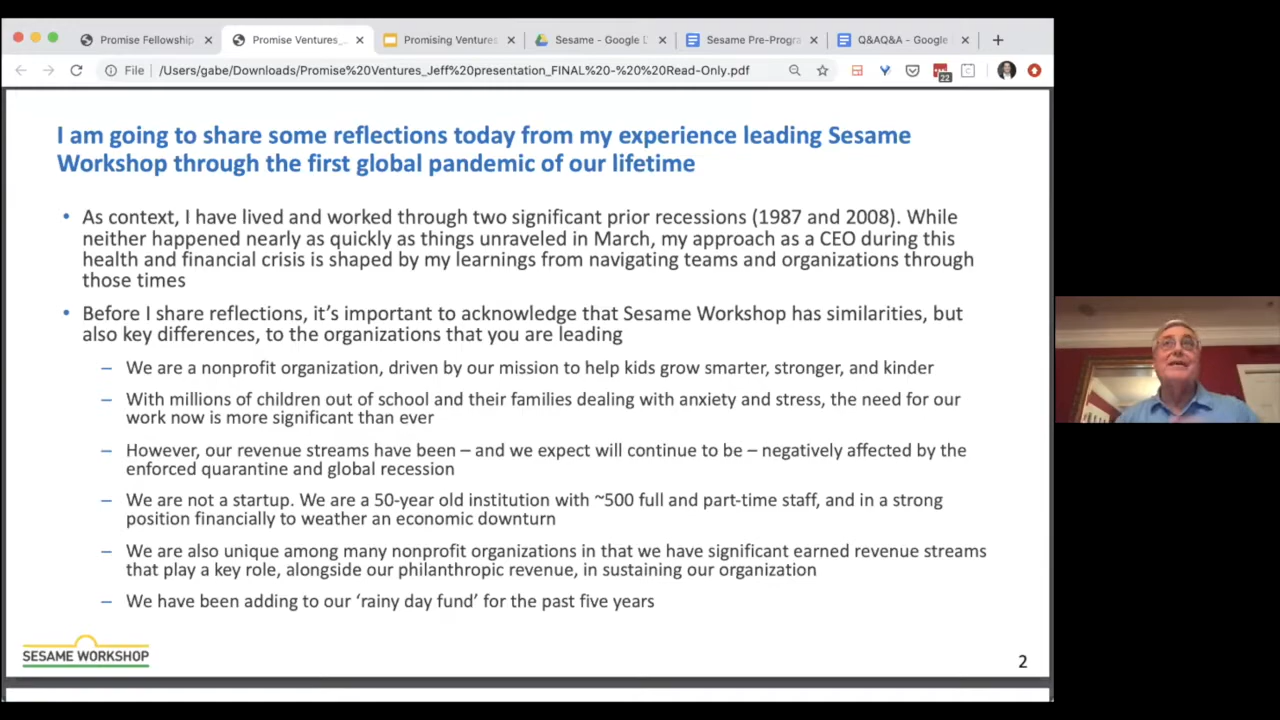 Promise Fellowship
Promise Ventures_
Promising Ventures
Sesame - Google D
Sesame Pre-Progra
Q&AQ&A - Google
File
/Users/gabe/Downloads/Promise%20Ventures_Jeff%20presentation_FINAL%20-%20%20Read-Only.pdf
22
I am going to share some reflections today from my experience leading Sesame
Workshop through the first global pandemic of our lifetime
• As context, I have lived and worked through two significant prior recessions (1987 and 2008). While
neither happened nearly as quickly as things unraveled in March, my approach as a CEO during this
health and financial crisis is shaped by my learnings from navigating teams and organizations through
those times
• Before I share reflections, it’s important to acknowledge that Sesame Workshop has similarities, but
also key differences, to the organizations that you are leading
– We are a nonprofit organization, driven by our mission to help kids grow smarter, stronger, and kinder
– With millions of children out of school and their families dealing with anxiety and stress, the need for our
work now is more significant than ever
– However, our revenue streams have been – and we expect will continue to be – negatively affected by the
enforced quarantine and global recession
– We are not a startup. We are a 50-year old institution with ~500 full and part-time staff, and in a strong
position financially to weather an economic downturn
– We are also unique among many nonprofit organizations in that we have significant earned revenue streams
that play a key role, alongside our philanthropic revenue, in sustaining our organization
– We have been adding to our ‘rainy day fund’ for the past five years
SESAME WORKSHOP
2